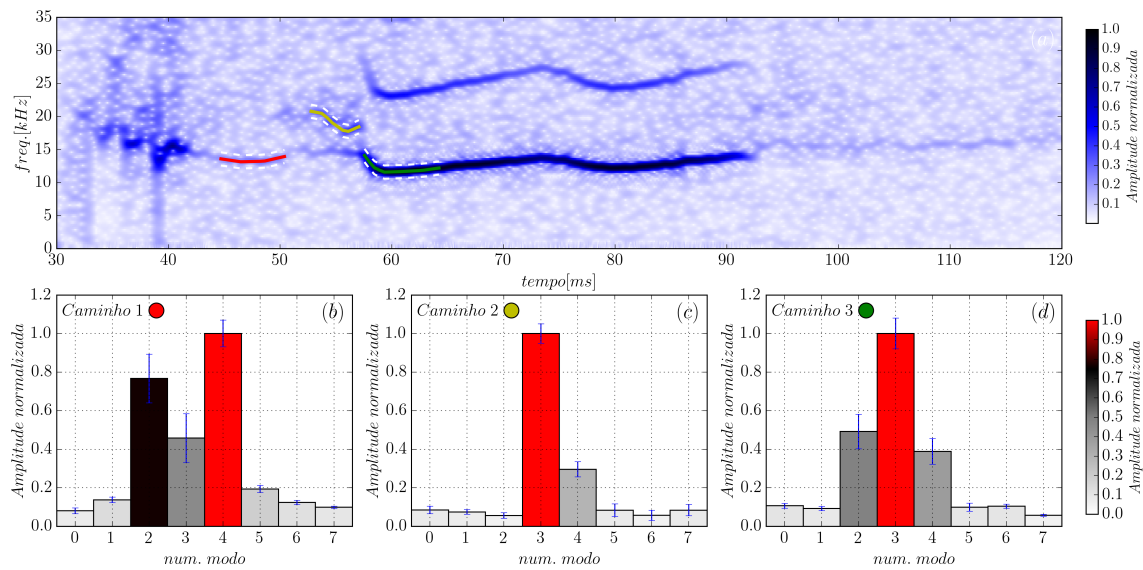 35
30
25
20
15
10
5
0
freq.[kHz]
(a)
30 40 50 60 70 80 90 100 110 120
tempo[ms]
1.0
0.9
0.8
0.7
0.6
0.5
0.4
0.3
0.2
0.1
Amplitude normalizada
Caminho 1 (b)
1.2
1.0
0.8
0.6
0.4
0.2
0.0
Amplitude normalizada
0 1 2 3 4 5 6 7
num. modo
Caminho 2 (c)
1.2
1.0
0.8
0.6
0.4
0.2
0.0
Amplitude normalizada
0 1 2 3 4 5 6 7
num. modo
Caminho 3 (d)
1.2
1.0
0.8
0.6
0.4
0.2
0.0
Amplitude normalizada
0 1 2 3 4 5 6 7
num. modo
1.0
0.9
0.8
0.7
0.6
0.5
0.4
0.3
0.2
0.1
0.0
Amplitude normalizada